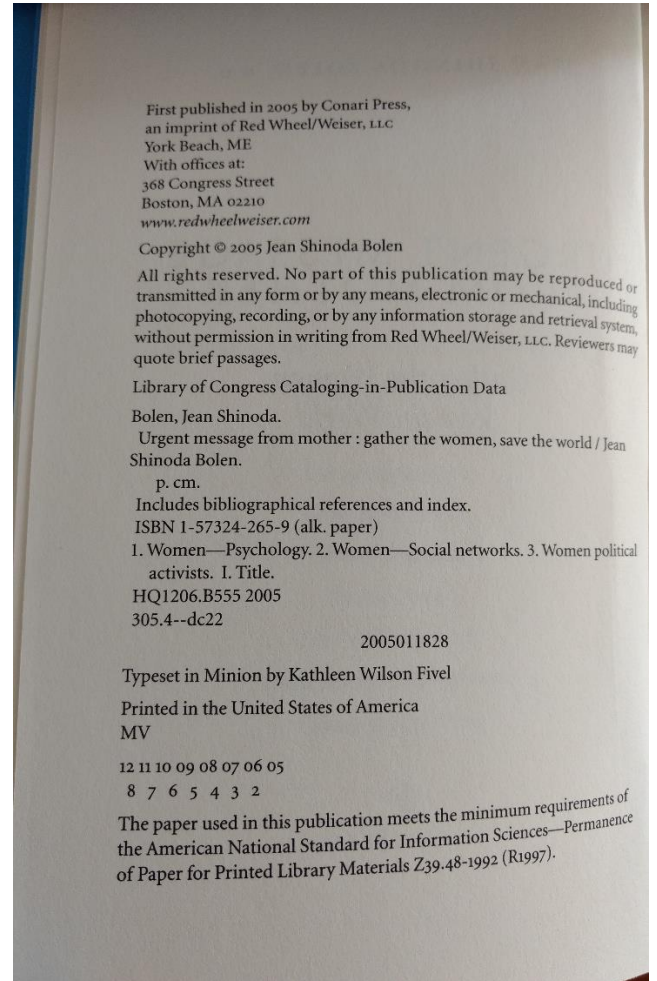 First published in 2005 by Conari Press,
an imprint of Red Wheel/Weiser, LLC
York Beach, ME
With offices at:
368 Congress Street
Boston, MA 02210
www.redwheelweiser.com
Copyright © 2005 Jean Shinoda Bolen
All rights reserved. No part of this publication may be reproduced or
transmitted in any form or by any means, electronic or mechanical, including
photocopying, recording, or by any information storage and retrieval system,
without permission in writing from Red Wheel/Weiser, LLC. Reviewers may
quote brief passages.
Library of Congress Cataloging-in-Publication Data
Bolen, Jean Shinoda.
Urgent message from mother : gather the women, save the world / Jean
Shinoda Bolen.
p. cm.
Includes bibliographical references and index.
ISBN 1-57324-265-9 (alk. paper)
1. Women—Psychology. 2. Women—Social networks. 3. Women political
activists. I. Title.
HQ1206.B555 2005
305.4--dc22
2005011828
Typeset in Minion by Kathleen Wilson Fivel
Printed in the United States of America
MV
12 11 10 09 08 07 06 05
8 7 6 5 4 3 2
The paper used in this publication meets the minimum requirements of
the American National Standard for Information Sciences—Permanence
of Paper for Printed Library Materials Z39.48-1992 (R1997).